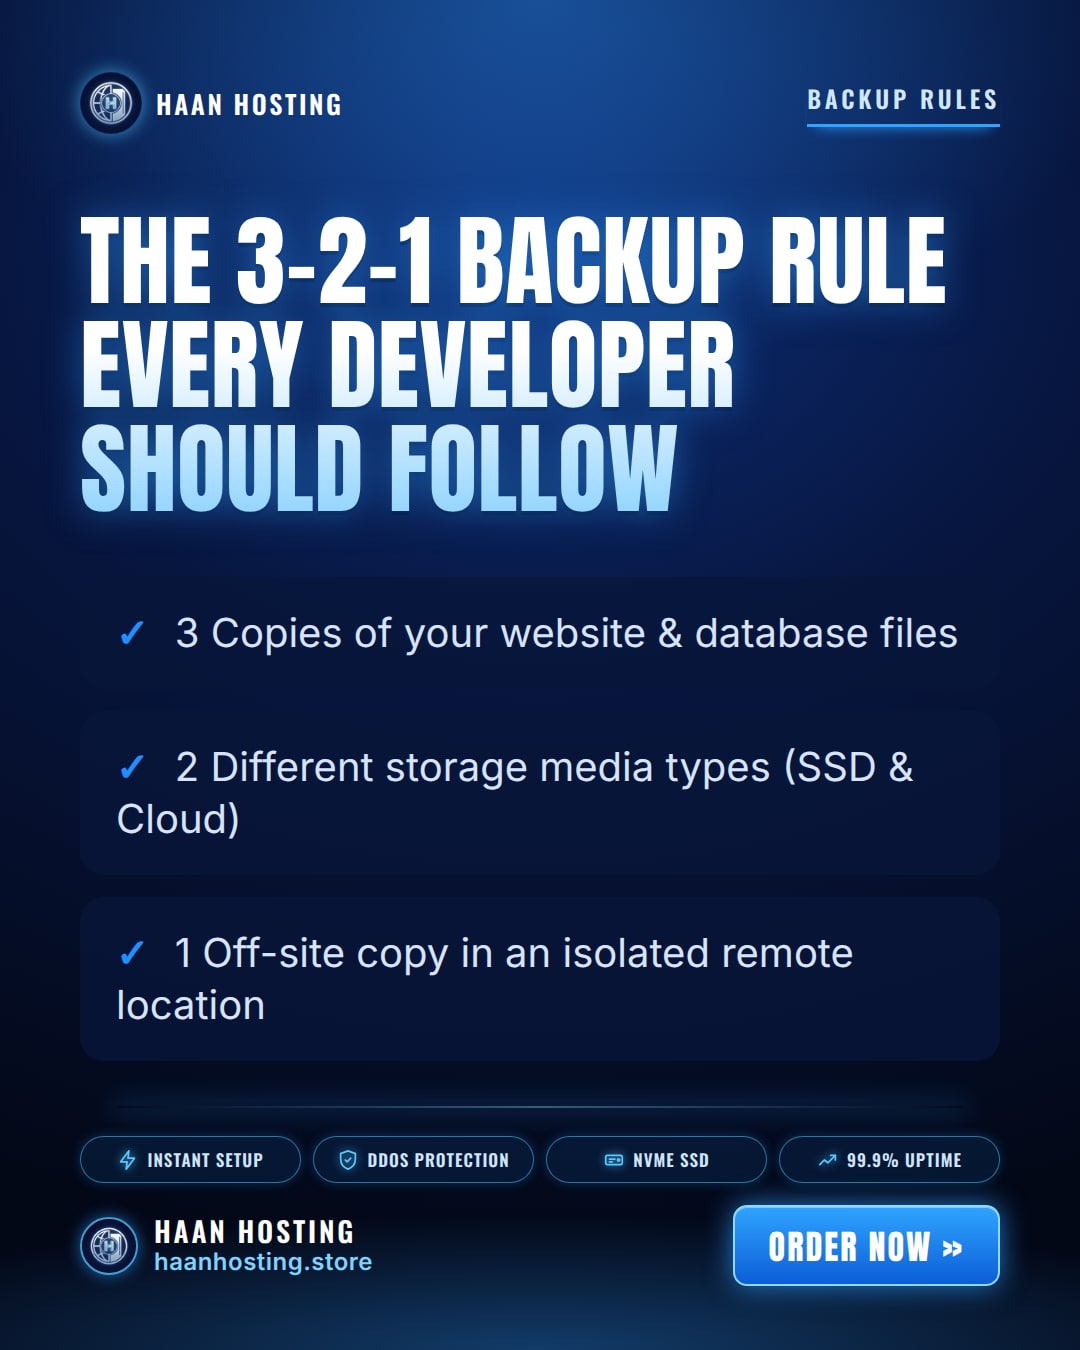 HAAN HOSTING
BACKUP RULES
THE 3-2-1 BACKUP RULE
EVERY DEVELOPER
SHOULD FOLLOW
✓ 3 Copies of your website & database files
✓ 2 Different storage media types (SSD &
Cloud)
✓ 1 Off-site copy in an isolated remote
location
INSTANT SETUP
DDOS PROTECTION
NVME SSD
99.9% UPTIME
HAAN HOSTING
haanhosting.store
ORDER NOW »